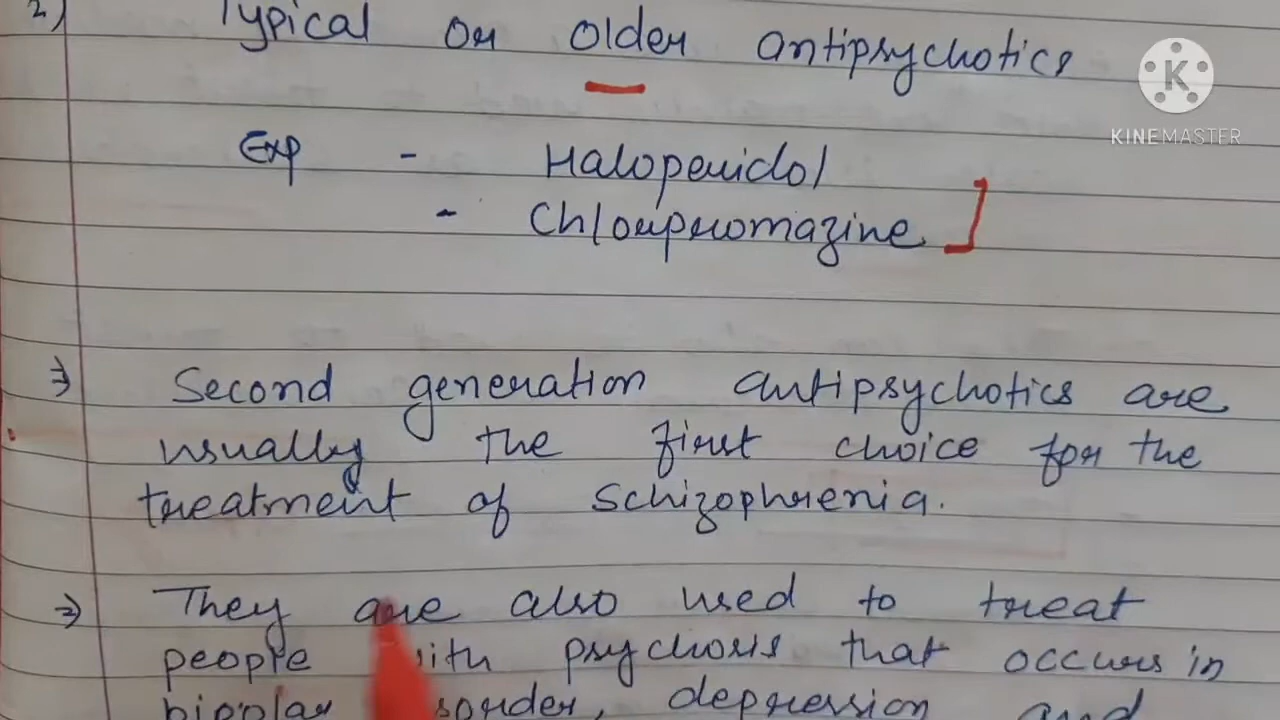 2) Typical or older antipsychotics
KINEMASTER
Exp - Haloperidol
- Chlorpromazine
⇒ Second generation antipsychotics are
usually the first choice for the
treatment of schizophrenia.
⇒ They are also used to treat
people with psychosis that occurs in
bipolar sorder, depression and